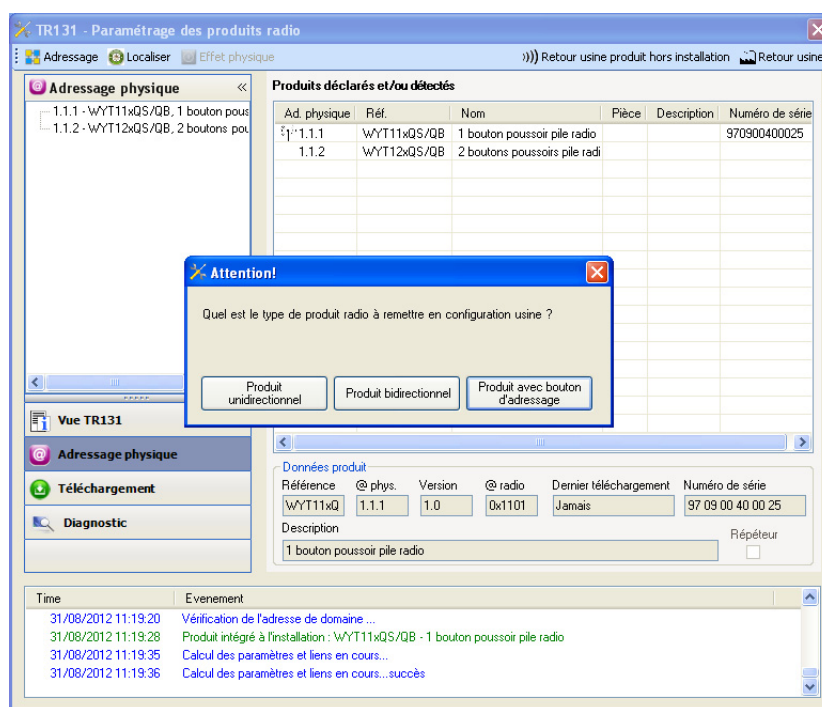 TR131 - Paramétrage des produits radio
Adressage Localiser Effet physique ))) Retour usine produit hors installation Retour usine
Adressage physique «
1.1.1 - WYT11xQS/QB, 1 bouton pous
1.1.2 - WYT12xQS/QB, 2 boutons pou
Produits déclarés et/ou détectés
Ad. physique Réf. Nom Pièce Description Numéro de série
1.1.1 WYT11xQS/QB 1 bouton poussoir pile radio 970900400025
1.1.2 WYT12xQS/QB 2 boutons poussoirs pile radi
Attention!
Quel est le type de produit radio à remettre en configuration usine ?
Produit unidirectionnel
Produit bidirectionnel
Produit avec bouton d'adressage
Vue TR131
Adressage physique
Téléchargement
Diagnostic
Données produit
Référence @ phys. Version @ radio Dernier téléchargement Numéro de série
WYT11xQ 1.1.1 1.0 0x1101 Jamais 97 09 00 40 00 25
Description
Répéteur
1 bouton poussoir pile radio
Time Evenement
31/08/2012 11:19:20 Vérification de l'adresse de domaine ...
31/08/2012 11:19:28 Produit intégré à l'installation : WYT11xQS/QB - 1 bouton poussoir pile radio
31/08/2012 11:19:35 Calcul des paramètres et liens en cours...
31/08/2012 11:19:36 Calcul des paramètres et liens en cours...succès